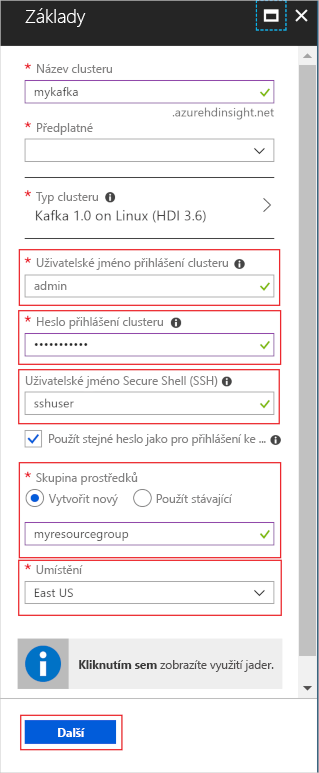 Základy
* Název clusteru
mykafka
.azurehdinsight.net
* Předplatné
* Typ clusteru
Kafka 1.0 on Linux (HDI 3.6)
* Uživatelské jméno přihlášení clusteru
admin
* Heslo přihlášení clusteru
•••••••••••
Uživatelské jméno Secure Shell (SSH)
sshuser
Použít stejné heslo jako pro přihlášení ke ...
* Skupina prostředků
Vytvořit nový Použít stávající
myresourcegroup
* Umístění
East US
Kliknutím sem zobrazíte využití jader.
Další